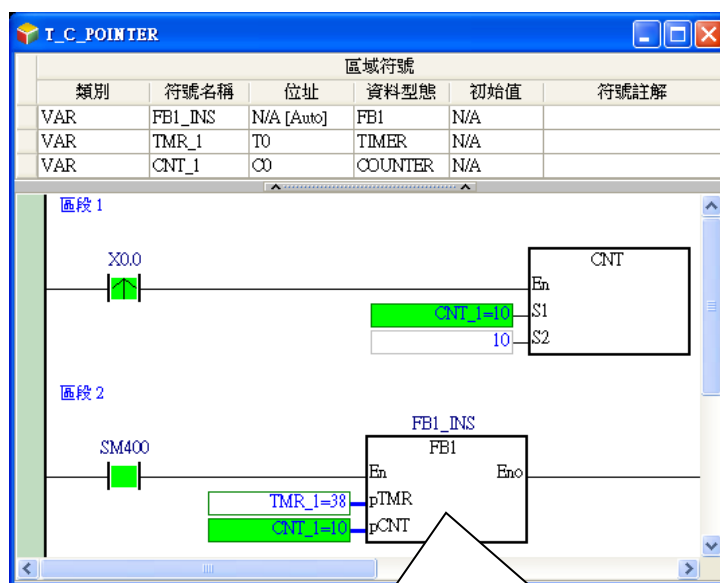 T_C_POINTER
區域符號
類別 符號名稱 位址 資料型態 初始值 符號註解
VAR FB1_INS N/A [Auto] FB1 N/A
VAR TMR_1 T0 TIMER N/A
VAR CNT_1 C0 COUNTER N/A
區段 1
X0.0 CNT
En
CNT_1=10 S1
10 S2
區段 2
FB1_INS
SM400 FB1
En Eno
TMR_1=38 pTMR
CNT_1=10 pCNT